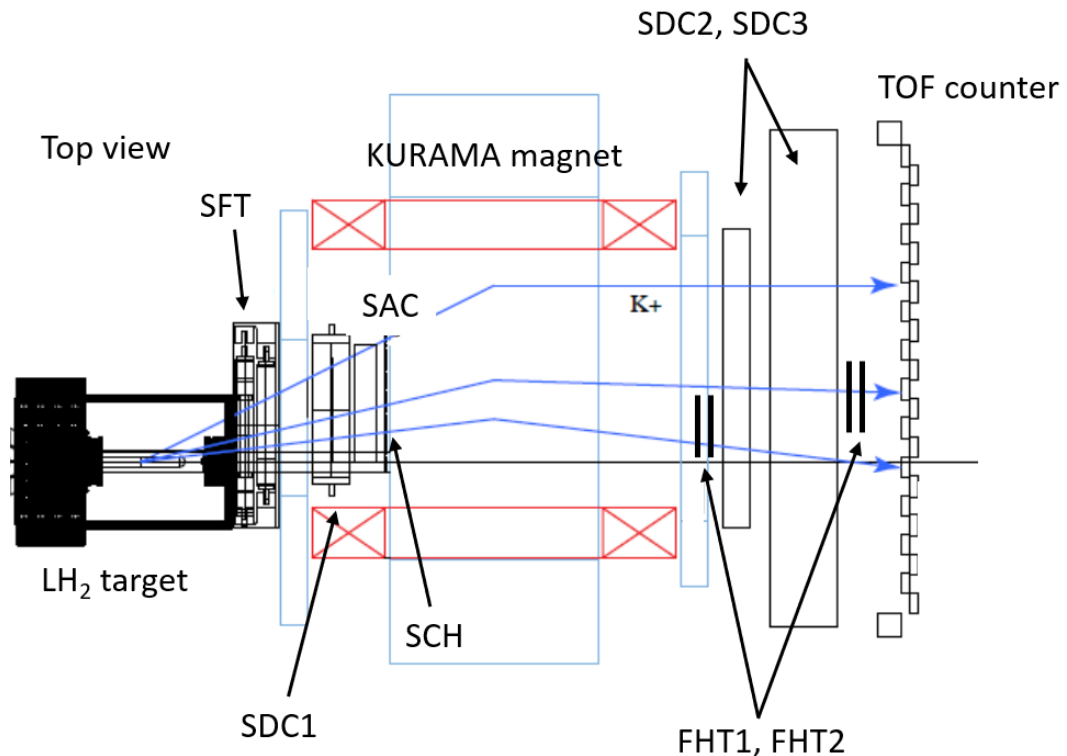 SDC2, SDC3
TOF counter
Top view
KURAMA magnet
SFT
SAC
K+
LH₂ target
SCH
SDC1
FHT1, FHT2